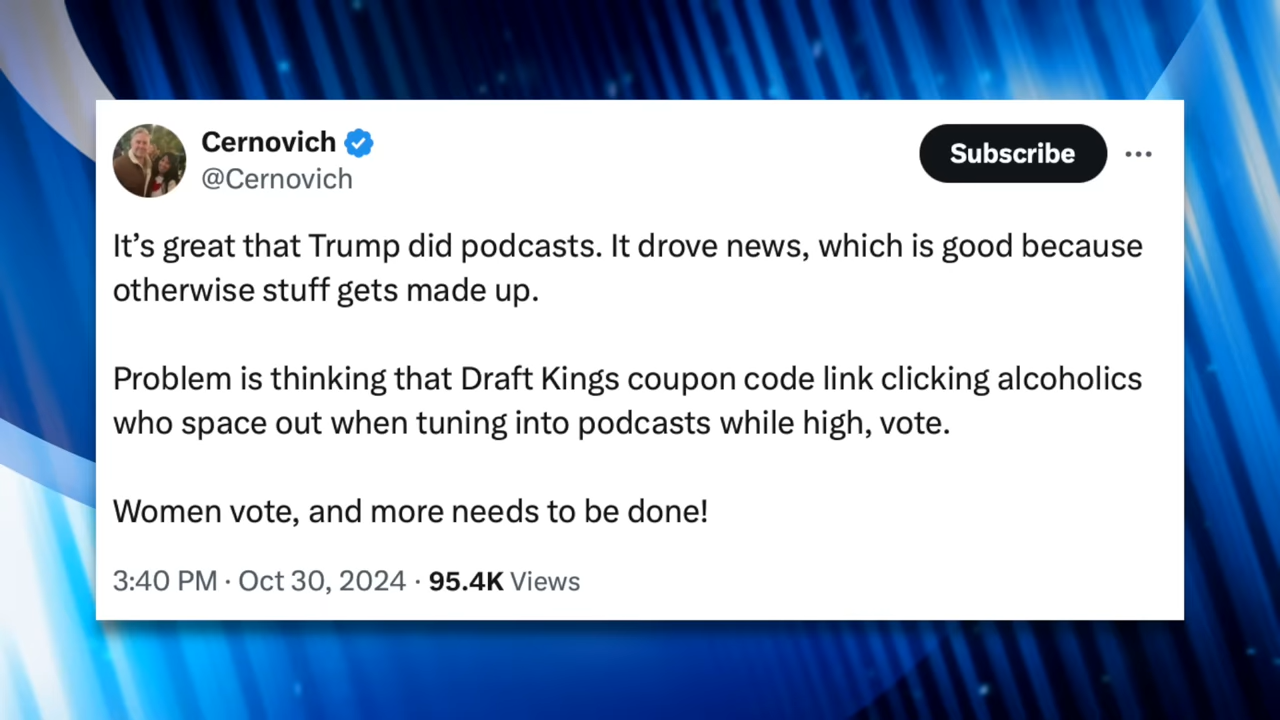 Cernovich
@Cernovich
Subscribe
It’s great that Trump did podcasts. It drove news, which is good because
otherwise stuff gets made up.
Problem is thinking that Draft Kings coupon code link clicking alcoholics
who space out when tuning into podcasts while high, vote.
Women vote, and more needs to be done!
3:40 PM · Oct 30, 2024 · 95.4K Views